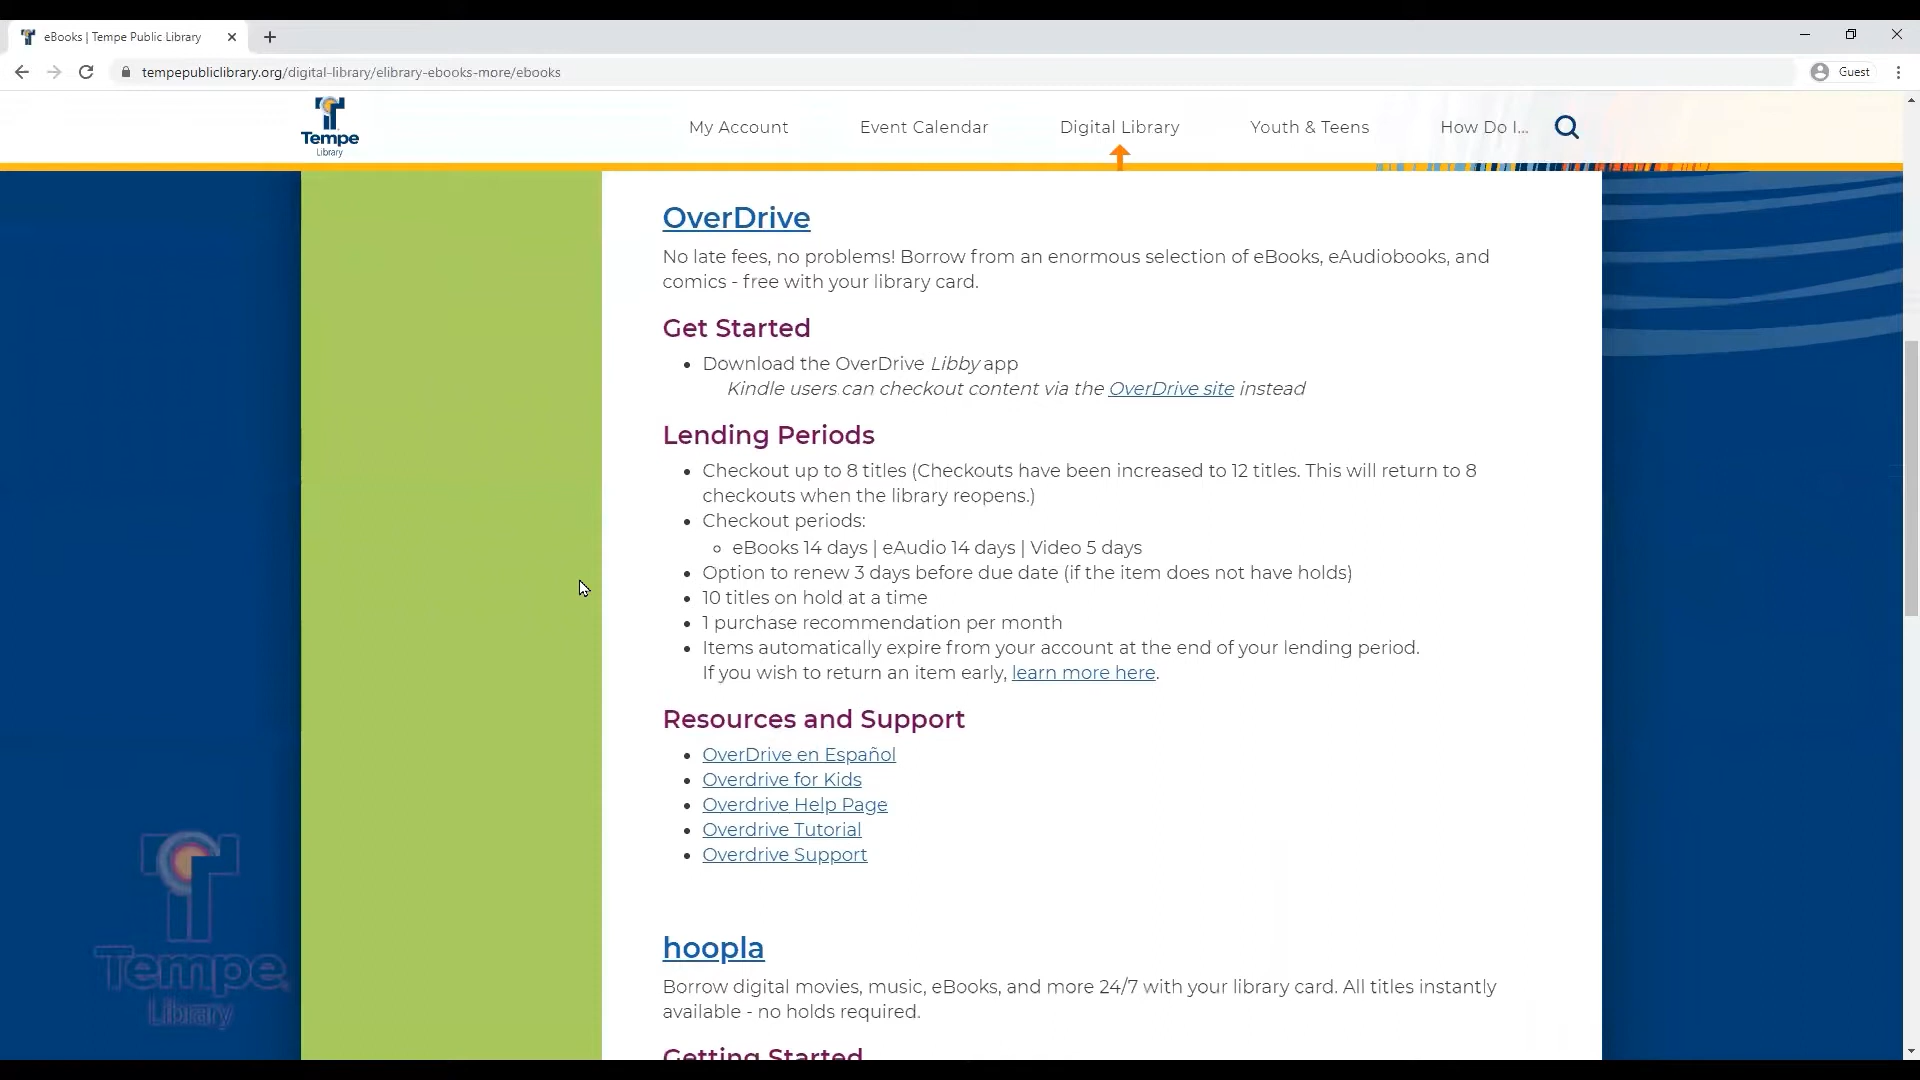 eBooks | Tempe Public Library
tempepubliclibrary.org/digital-library/elibrary-ebooks-more/ebooks
Guest
Tempe
Library
My Account
Event Calendar
Digital Library
Youth & Teens
How Do I...
OverDrive
No late fees, no problems! Borrow from an enormous selection of eBooks, eAudiobooks, and
comics - free with your library card.
Get Started
Download the OverDrive Libby app
Kindle users can checkout content via the OverDrive site instead
Lending Periods
Checkout up to 8 titles (Checkouts have been increased to 12 titles. This will return to 8
checkouts when the library reopens.)
Checkout periods:
eBooks 14 days | eAudio 14 days | Video 5 days
Option to renew 3 days before due date (if the item does not have holds)
10 titles on hold at a time
1 purchase recommendation per month
Items automatically expire from your account at the end of your lending period.
If you wish to return an item early, learn more here.
Resources and Support
OverDrive en Español
Overdrive for Kids
Overdrive Help Page
Overdrive Tutorial
Overdrive Support
hoopla
Borrow digital movies, music, eBooks, and more 24/7 with your library card. All titles instantly
available - no holds required.
Getting Started
Tempe
Library